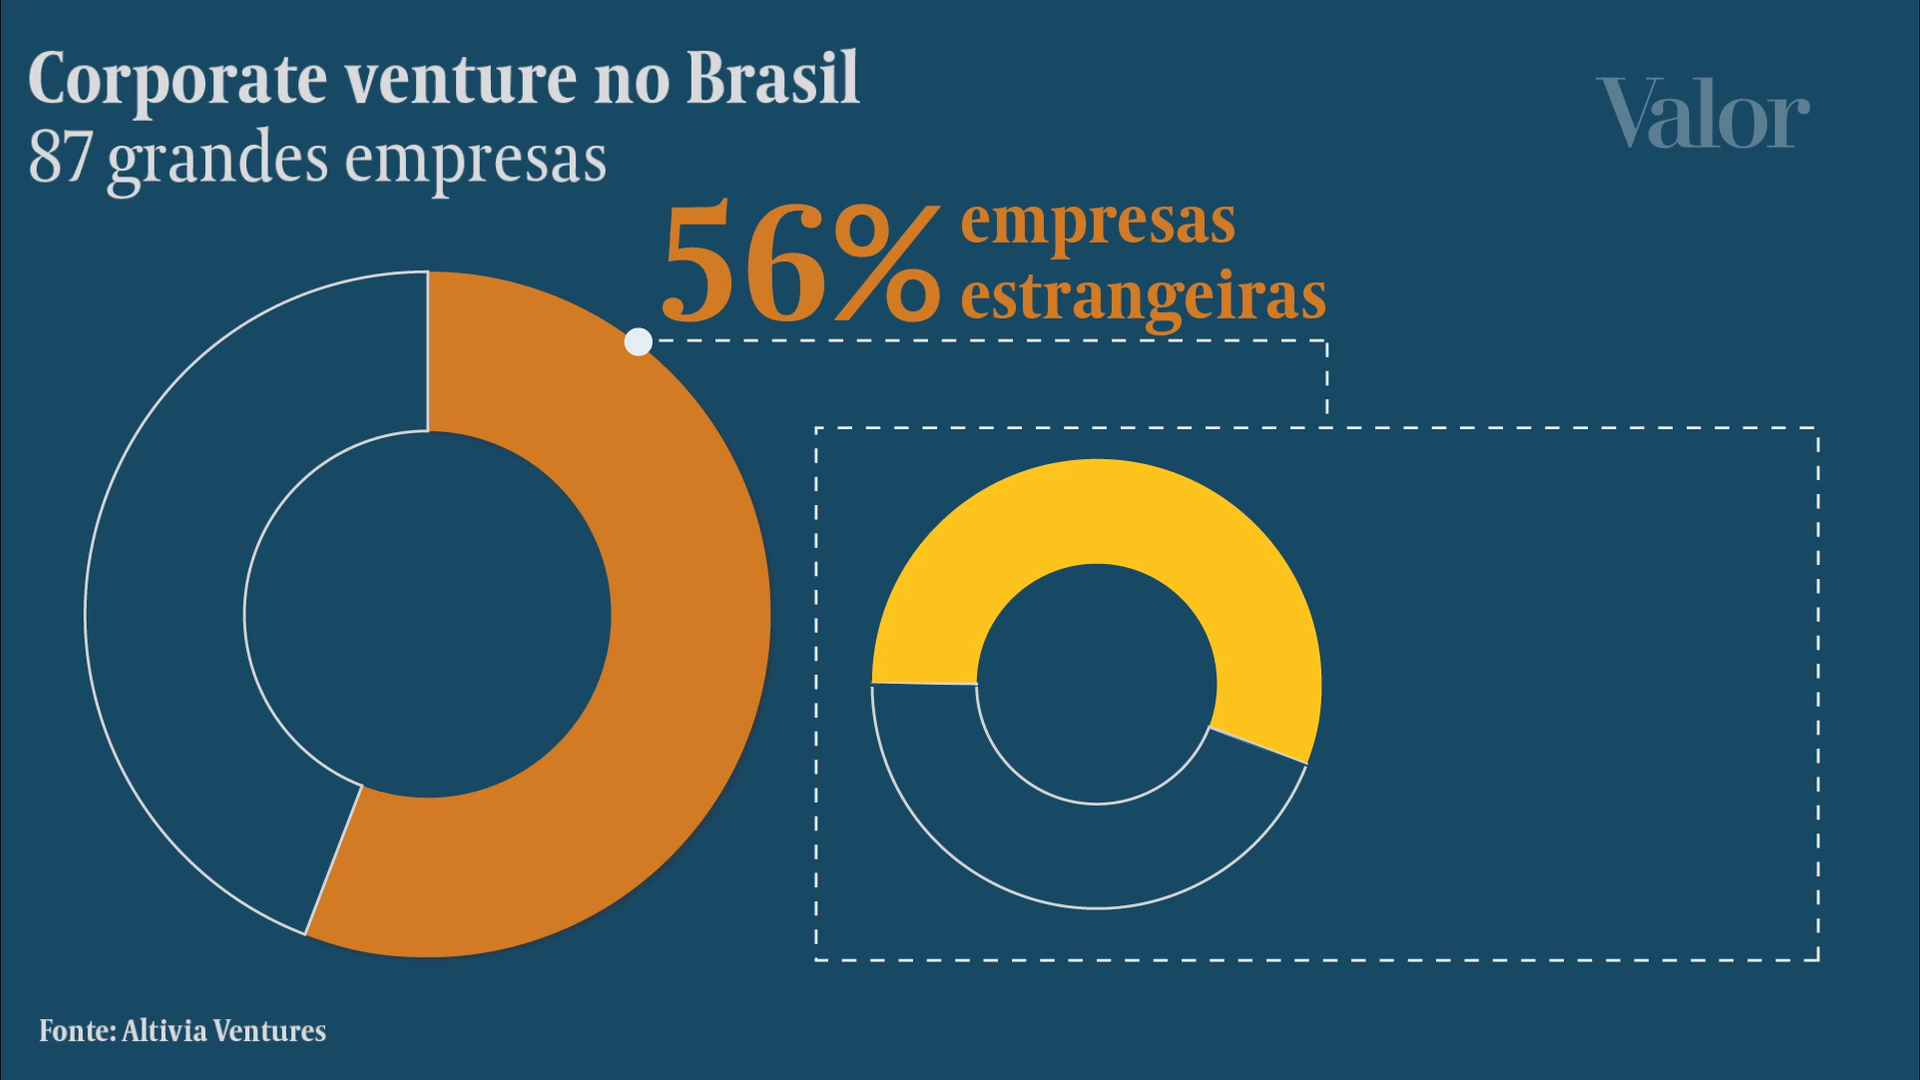 Corporate venture no Brasil
87 grandes empresas
Valor
56% empresas
estrangeiras
Fonte: Altivia Ventures